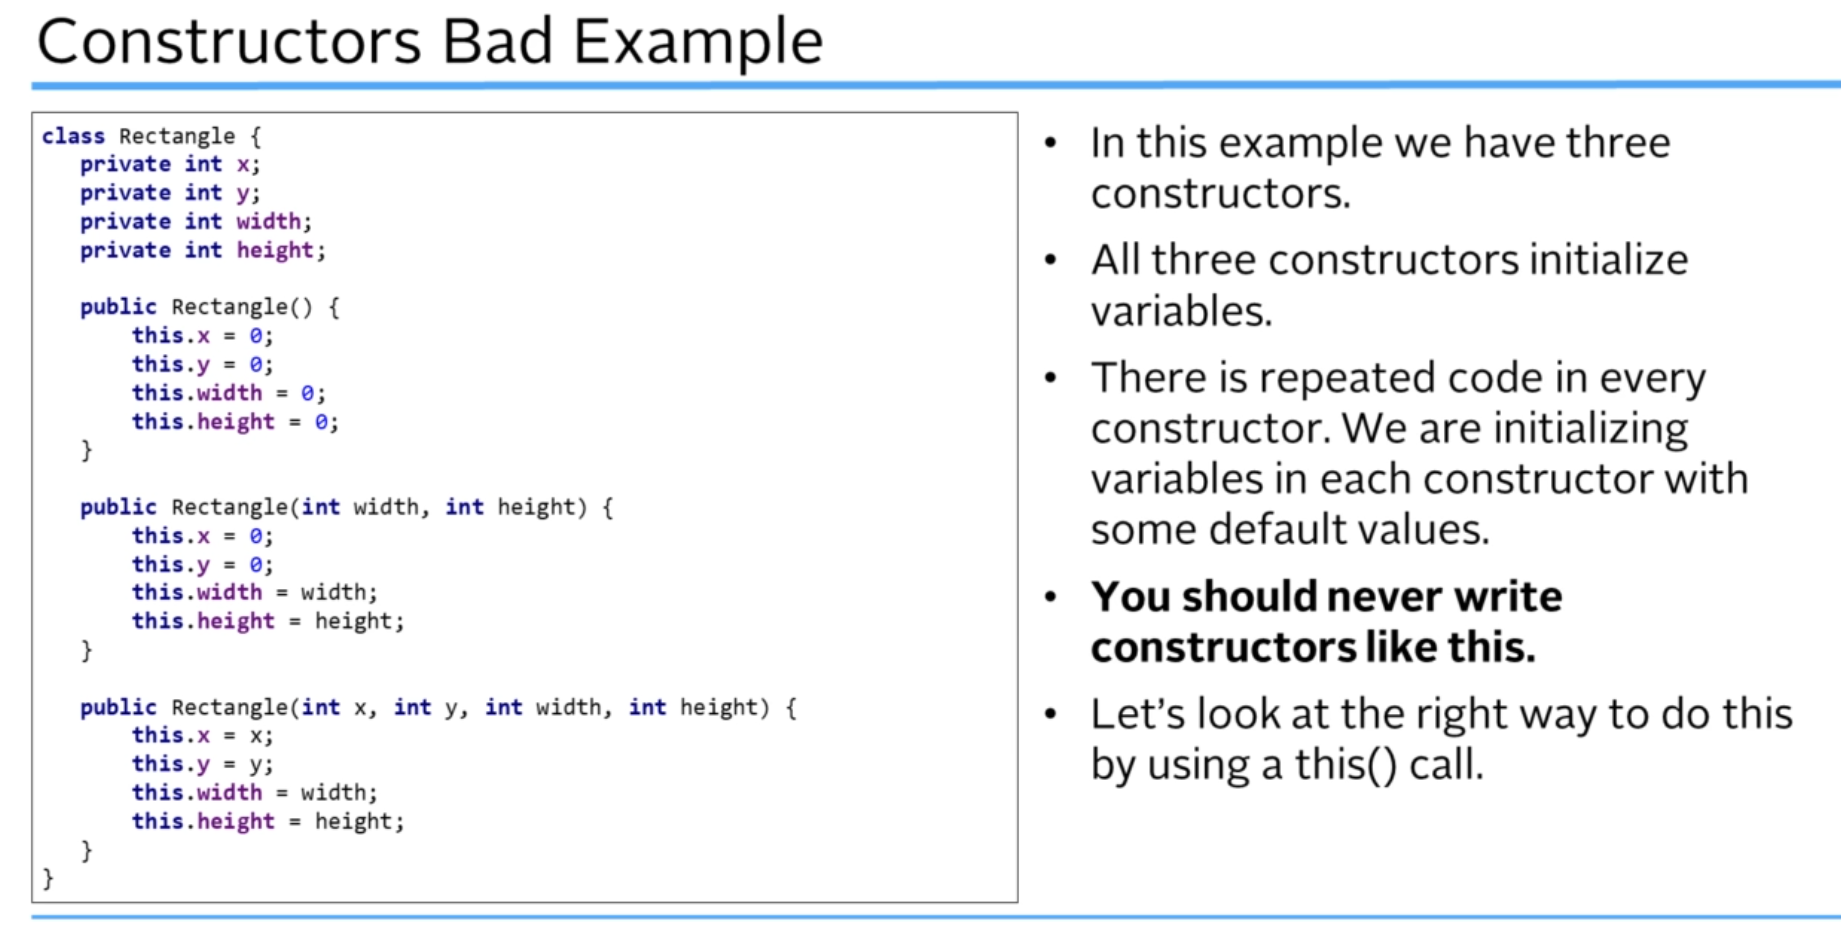 Constructors Bad Example
class Rectangle {
private int x;
private int y;
private int width;
private int height;
public Rectangle() {
this.x = 0;
this.y = 0;
this.width = 0;
this.height = 0;
}
public Rectangle(int width, int height) {
this.x = 0;
this.y = 0;
this.width = width;
this.height = height;
}
public Rectangle(int x, int y, int width, int height) {
this.x = x;
this.y = y;
this.width = width;
this.height = height;
}
}
• In this example we have three
constructors.
• All three constructors initialize
variables.
• There is repeated code in every
constructor. We are initializing
variables in each constructor with
some default values.
• You should never write
constructors like this.
• Let's look at the right way to do this
by using a this() call.